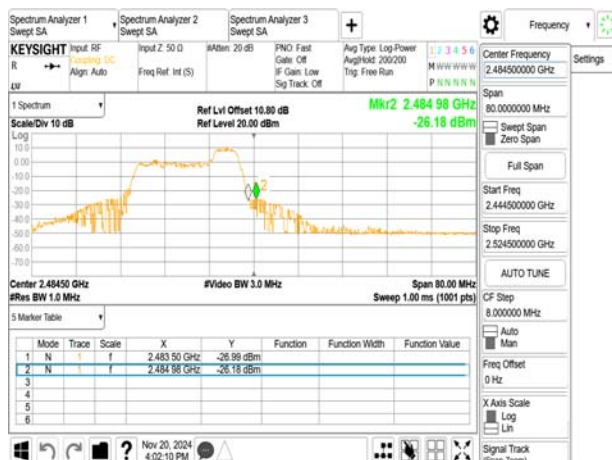 Spectrum Analyzer 1
Swept SA
Spectrum Analyzer 2
Swept SA
Spectrum Analyzer 3
Swept SA
+
Frequency
Settings
KEYSIGHT
R
Input: RF
Coupling: DC
Align: Auto
Input Z: 50 Ω
Freq Ref: Int (S)
#Atten: 20 dB
PNO: Fast
Gate: Off
IF Gain: Low
Sig Track: Off
Avg Type: Log-Power
Avg|Hold: 200/200
Trig: Free Run
1 2 3 4 5 6
M W W W W W
P N N N N N
1 Spectrum
Scale/Div 10 dB
Ref Lvl Offset 10.80 dB
Ref Level 20.00 dBm
Mkr2 2.484 98 GHz
-26.18 dBm
Log
10.0
0.00
-10.0
-20.0
-30.0
-40.0
-50.0
-60.0
-70.0
2
Center 2.48450 GHz
#Res BW 1.0 MHz
#Video BW 3.0 MHz
Span 80.00 MHz
Sweep 1.00 ms (1001 pts)
5 Marker Table
Mode Trace Scale X Y Function Function Width Function Value
1 N 1 f 2.483 50 GHz -26.99 dBm
2 N 1 f 2.484 98 GHz -26.18 dBm
3
4
5
6
Nov 20, 2024
4:02:10 PM
Center Frequency
2.484500000 GHz
Span
80.0000000 MHz
Swept Span
Zero Span
Full Span
Start Freq
2.444500000 GHz
Stop Freq
2.524500000 GHz
AUTO TUNE
CF Step
8.000000 MHz
Auto
Man
Freq Offset
0 Hz
X Axis Scale
Log
Lin
Signal Track